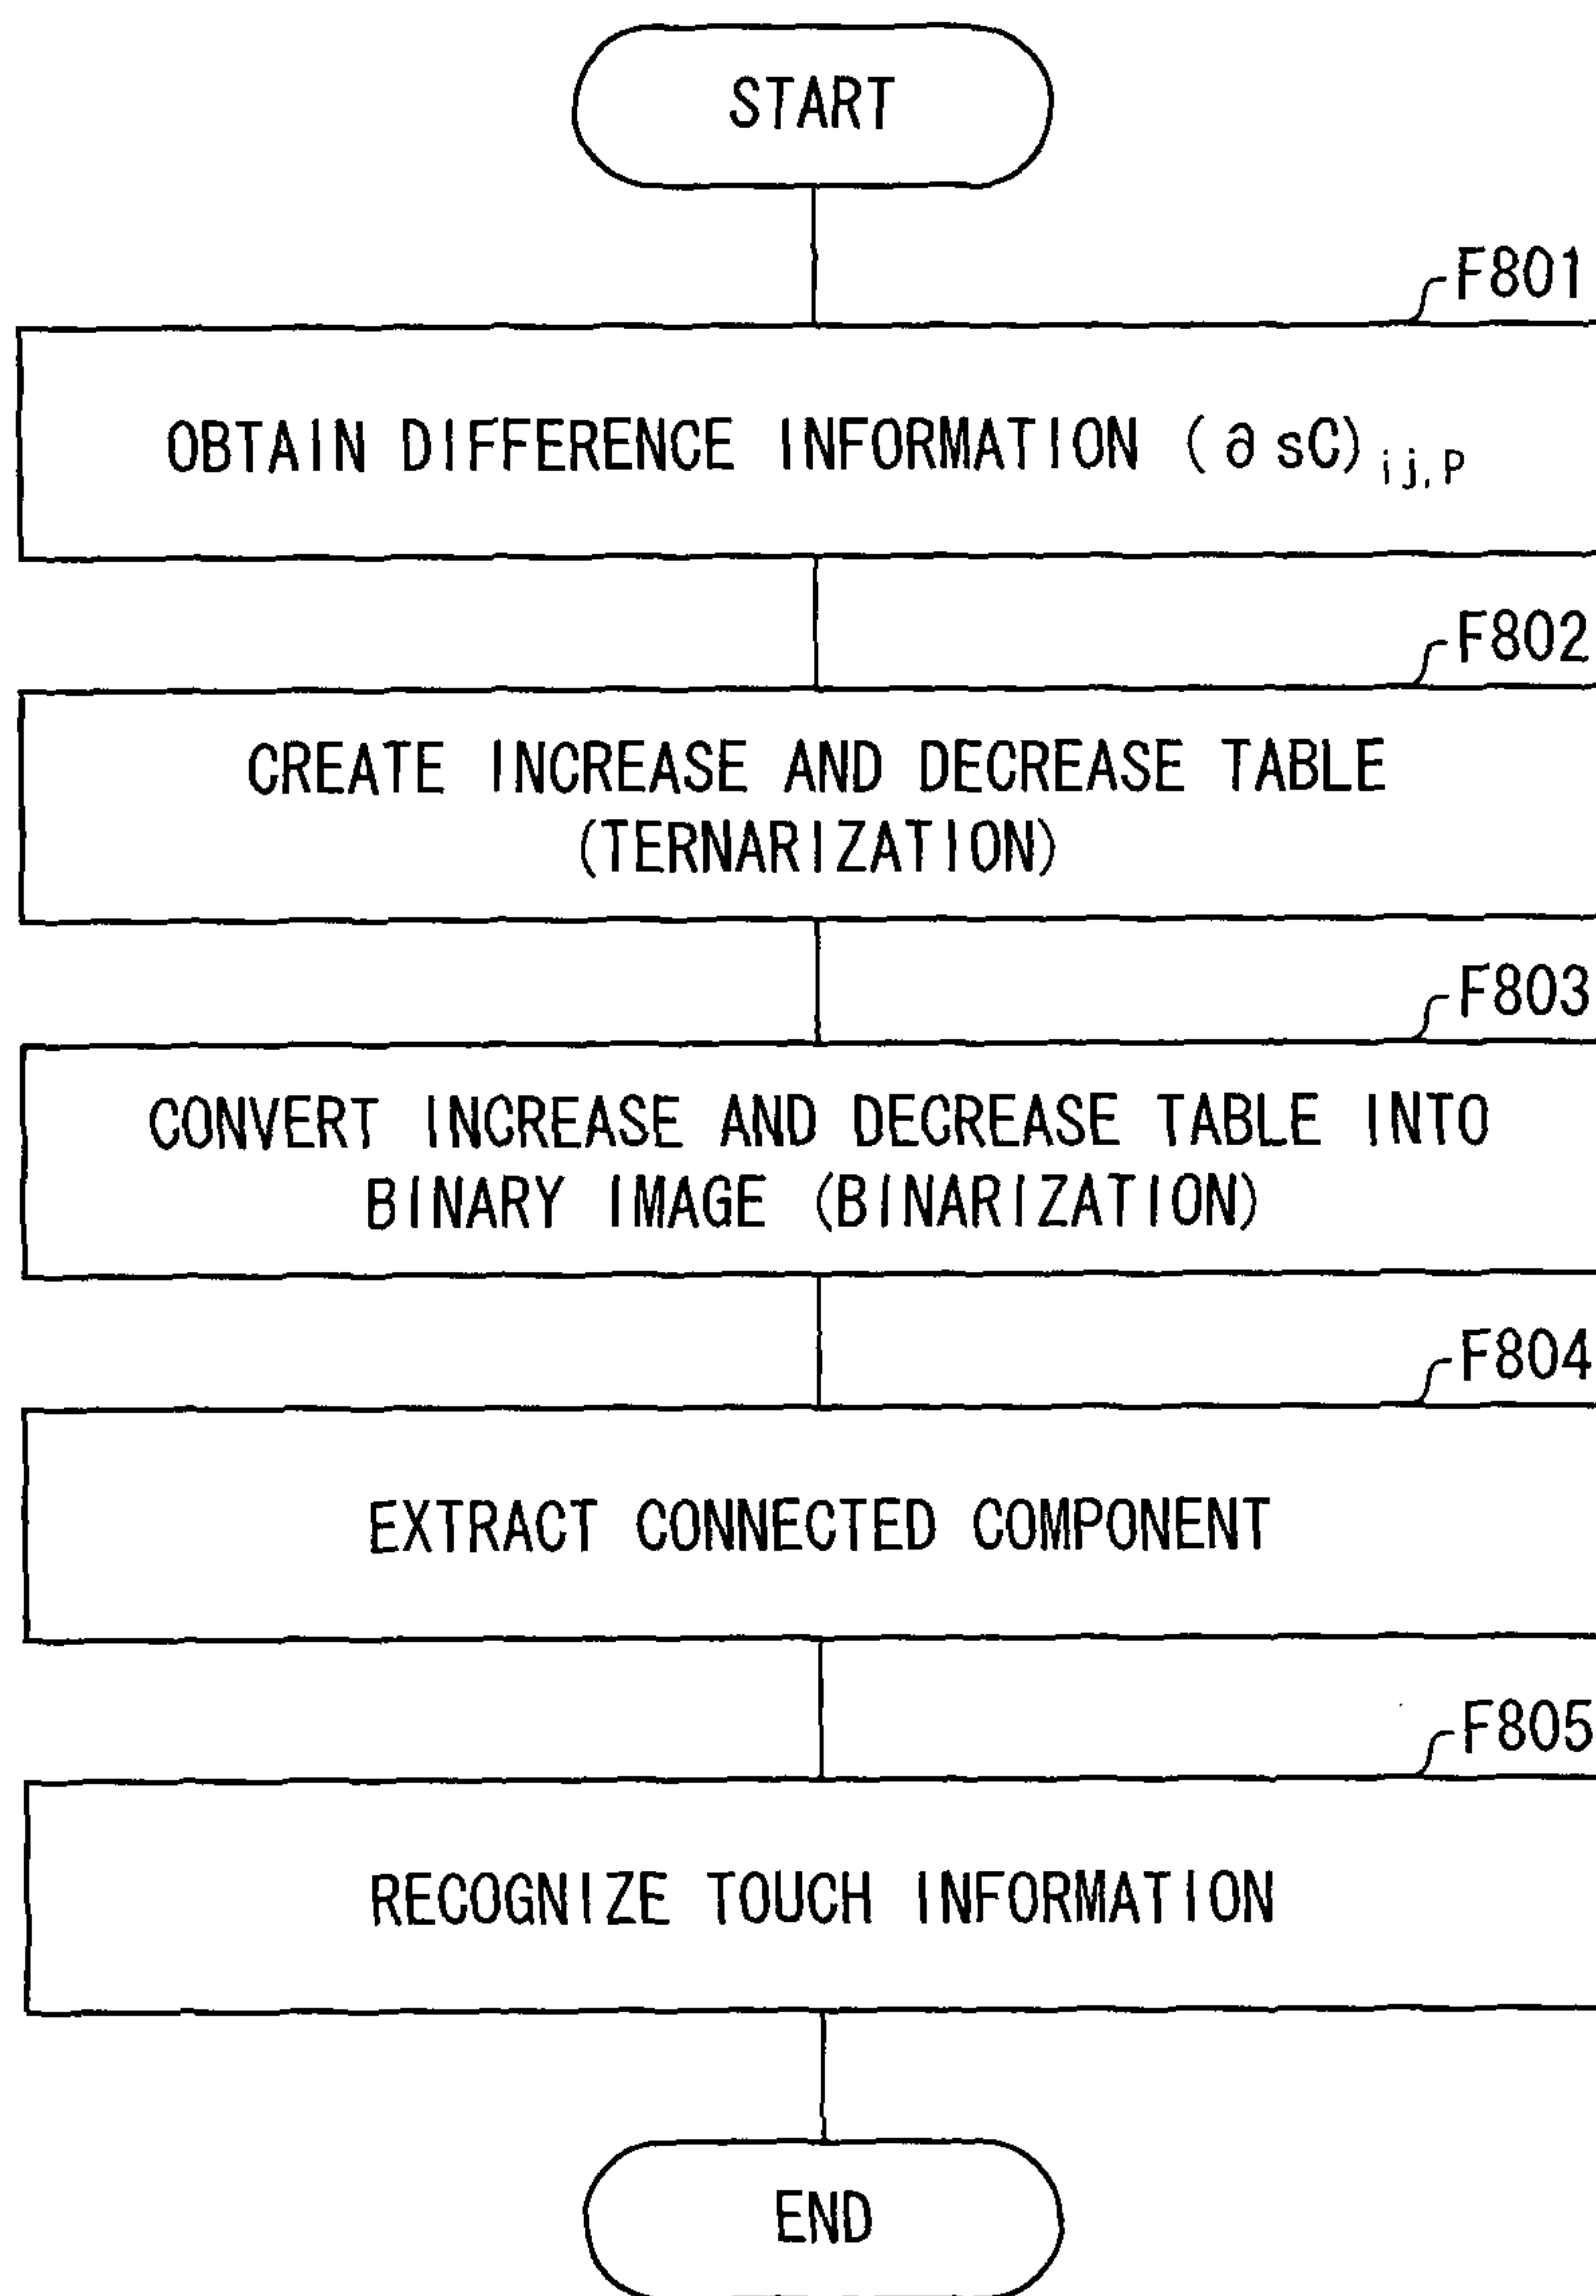 START
F801
OBTAIN DIFFERENCE INFORMATION (∂sC)ij,P
F802
CREATE INCREASE AND DECREASE TABLE
(TERNARIZATION)
F803
CONVERT INCREASE AND DECREASE TABLE INTO
BINARY IMAGE (BINARIZATION)
F804
EXTRACT CONNECTED COMPONENT
F805
RECOGNIZE TOUCH INFORMATION
END